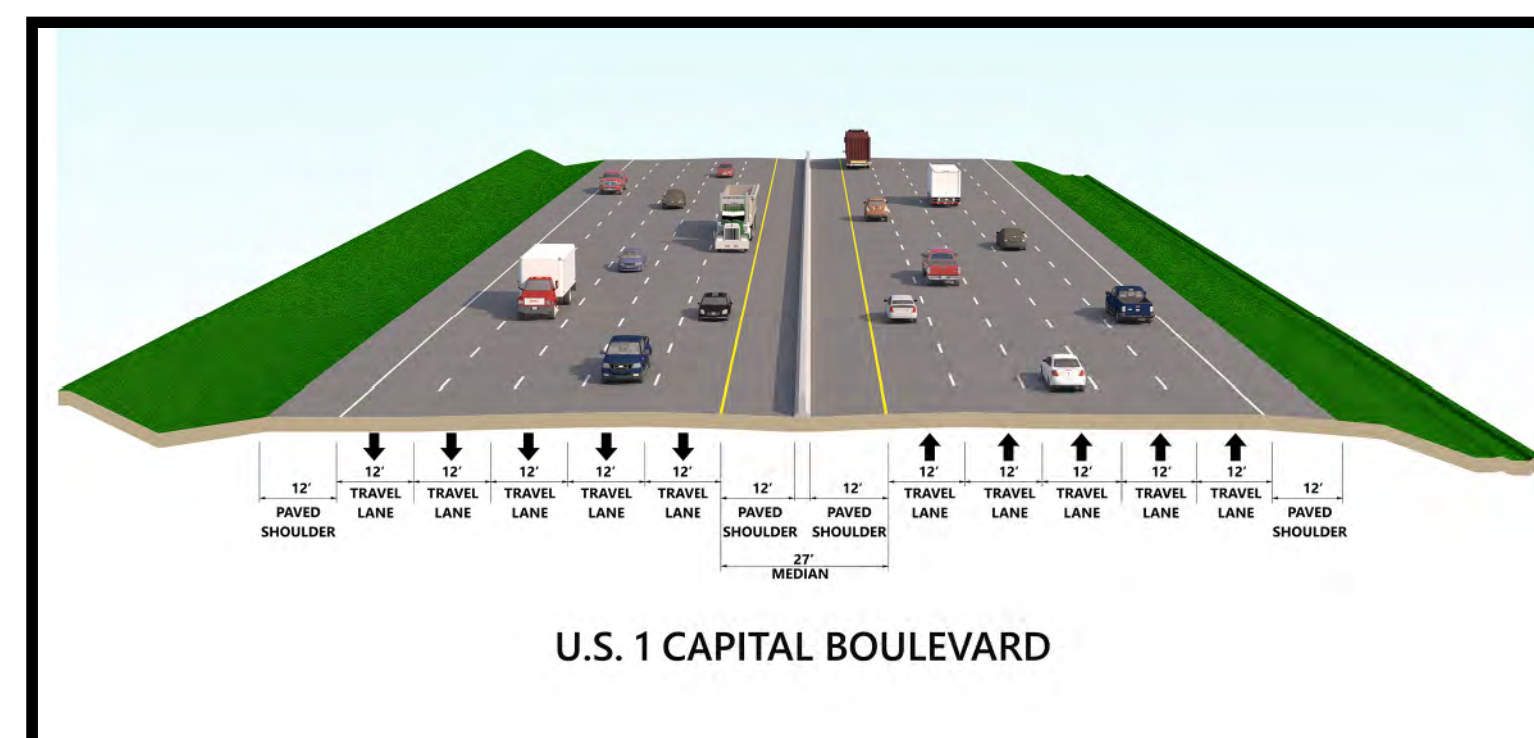 12' 12' 12' 12' 12' 12' 12' 12' 12' 12'
12' 12' 12' 12'
TRAVEL TRAVEL TRAVEL TRAVEL TRAVEL TRAVEL TRAVEL TRAVEL TRAVEL TRAVEL
PAVED LANE LANE LANE LANE LANE PAVED PAVED LANE LANE LANE LANE LANE PAVED
SHOULDER SHOULDER SHOULDER SHOULDER
27'
MEDIAN
U.S. 1 CAPITAL BOULEVARD